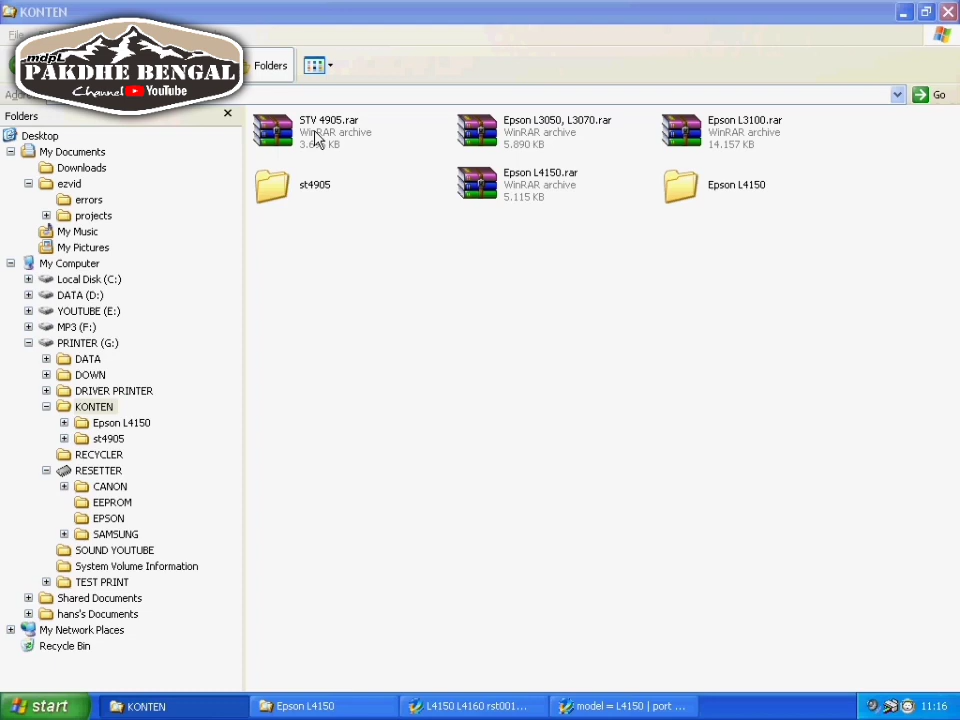 KONTEN
mdpL
PAKDHE BENGAL
Channel YouTube
Folders
Go
Folders
Desktop
My Documents
Downloads
ezvid
errors
projects
My Music
My Pictures
My Computer
Local Disk (C:)
DATA (D:)
YOUTUBE (E:)
MP3 (F:)
PRINTER (G:)
DATA
DOWN
DRIVER PRINTER
KONTEN
Epson L4150
st4905
RECYCLER
RESETTER
CANON
EEPROM
EPSON
SAMSUNG
SOUND YOUTUBE
System Volume Information
TEST PRINT
Shared Documents
hans's Documents
My Network Places
Recycle Bin
STV 4905.rar
WinRAR archive
KB
Epson L3050, L3070.rar
WinRAR archive
5.890 KB
Epson L3100.rar
WinRAR archive
14.157 KB
st4905
Epson L4150.rar
WinRAR archive
5.115 KB
Epson L4150
start
KONTEN
Epson L4150
L4150 L4160 rst001...
model = L4150 | port ...
11:16